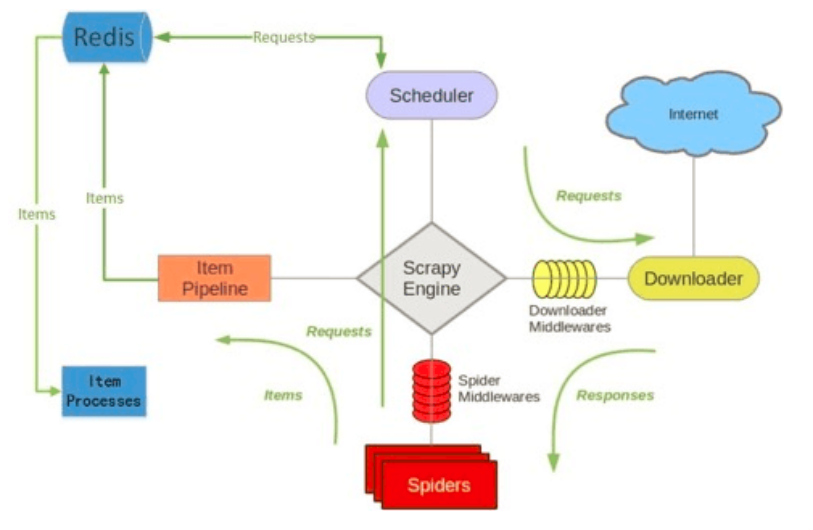 Redis
Requests
Scheduler
Internet
Items
Items
Requests
Item
Pipeline
Scrapy
Engine
Downloader
Downloader
Middlewares
Requests
Item
Processes
Items
Spider
Middlewares
Responses
Spiders